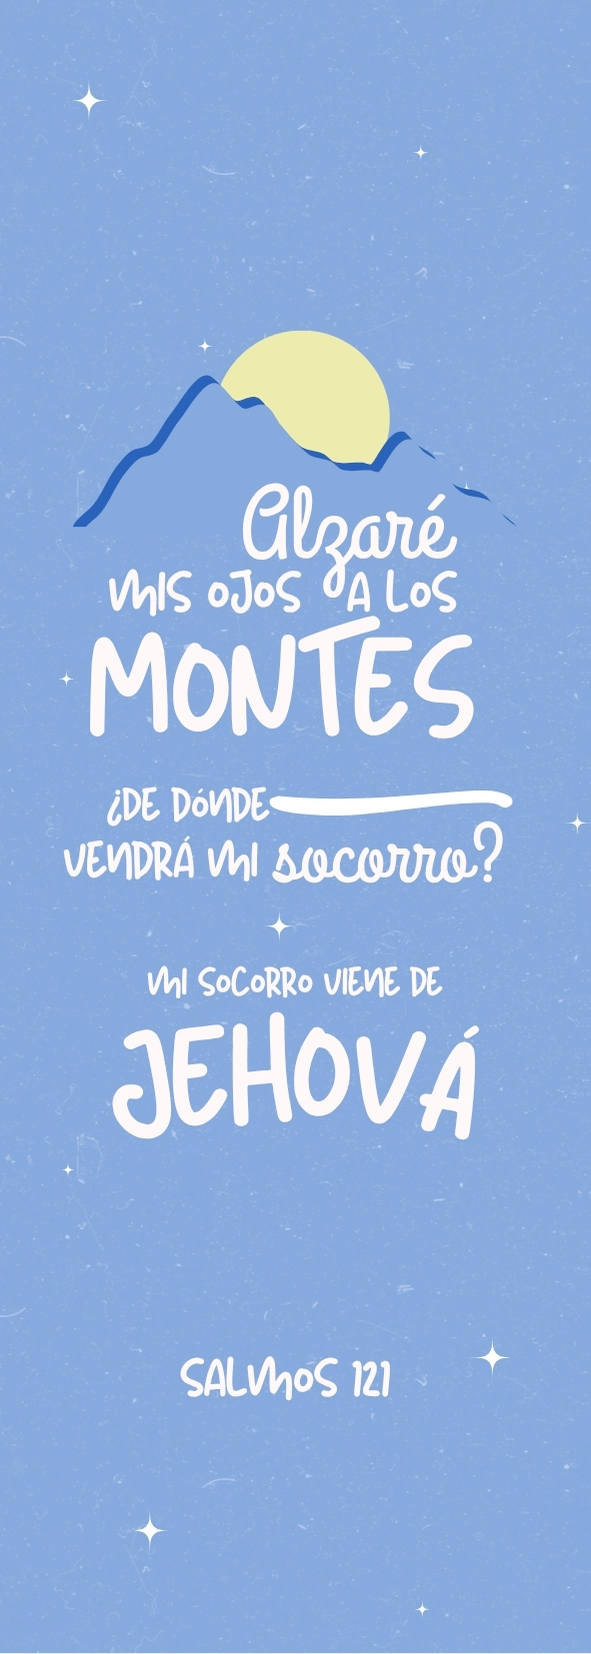 Alzaré
MIS OJOS A LOS
MONTES
¿DE DÓNDE
VENDRÁ MI socorro?
MI SOCORRO VIENE DE
JEHOVÁ
SALMOS 121